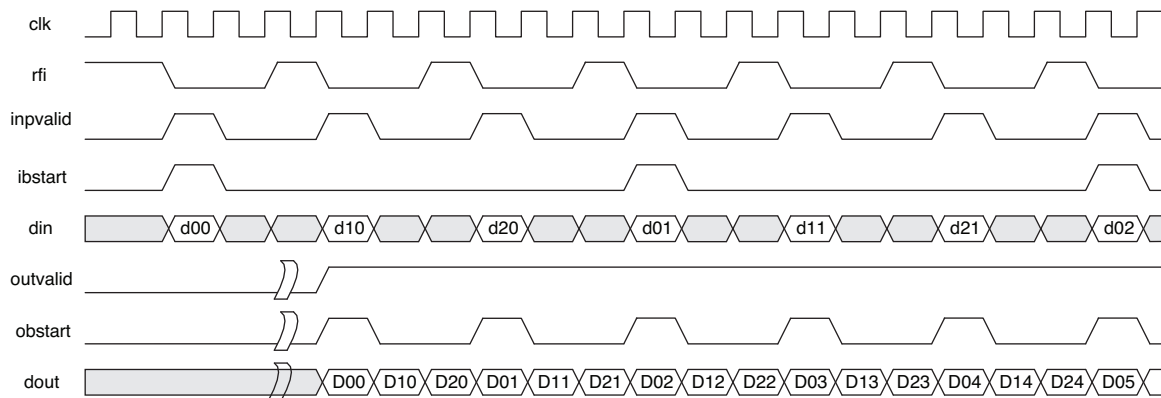 clk
rfi
inpvalid
ibstart
din d00 d10 d20 d01 d11 d21 d02
outvalid
obstart
dout D00 D10 D20 D01 D11 D21 D02 D12 D22 D03 D13 D23 D04 D14 D24 D05